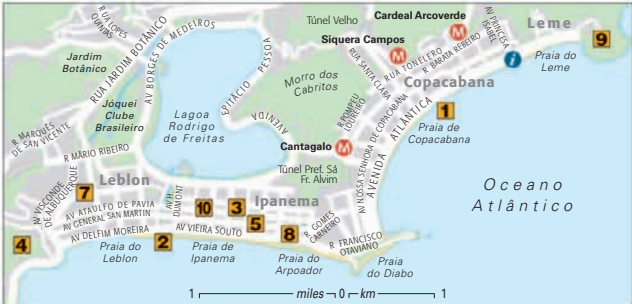 Cardeal Arcoverde
Leme
Túnel Velho
Siquera Campos
AV PRINCESA
ISABEL
9
RUA LOPES
QUINTAS
RUA JARDIM BOTÂNICO
AV BORGES DE MEDEIROS
EPITÁCIO PESSOA
AVENIDA
Morro dos
Cabritos
RUA SANTA CLARA
RUA TONELERO
R BARATA RIBEIRO
i
Praia do
Leme
Jardim
Botânico
Copacabana
M
M
Jóquei
Clube
Brasileiro
Lagoa
Rodrigo
de Freitas
R POMPEU
LOUREIRO
AV NOSSA SENHORA DE COPACABANA
AVENIDA ATLÂNTICA
1
Praia de
Copacabana
R MARQUÊS
DE SAN VICENTE
R MÁRIO RIBEIRO
Cantagalo
M
Túnel Pref. Sá
Fr. Alvim
Leblon
Oceano
Atlântico
AV VISCONDE
DE ALBUQUERQUE
7
AV H.
DUMONT
Ipanema
10
3
5
AV ATAULFO DE PAVIA
AV GENERAL SAN MARTIN
AV DELFIM MOREIRA
AV VIEIRA SOUTO
8
R GOMES
CARNEIRO
R FRANCISCO
OTAVIANO
4
2
Praia do
Leblon
Praia de
Ipanema
Praia do
Arpoador
Praia
do Diabo
1 miles 0 km 1